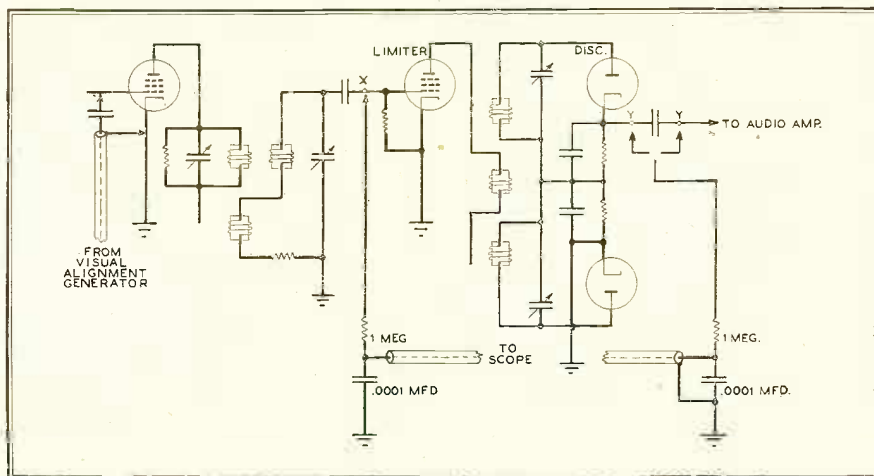 LIMITER
DISC.
X
Y
Y
TO AUDIO AMP.
FROM
VISUAL
ALIGNMENT
GENERATOR
1 MEG
TO
SCOPE
1 MEG.
.0001 MFD
.0001 MFD.